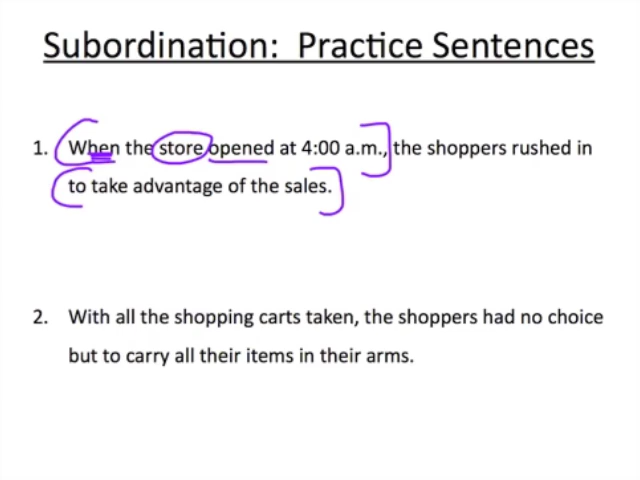 Subordination: Practice Sentences
1. When the store opened at 4:00 a.m., the shoppers rushed in
to take advantage of the sales.
2. With all the shopping carts taken, the shoppers had no choice
but to carry all their items in their arms.